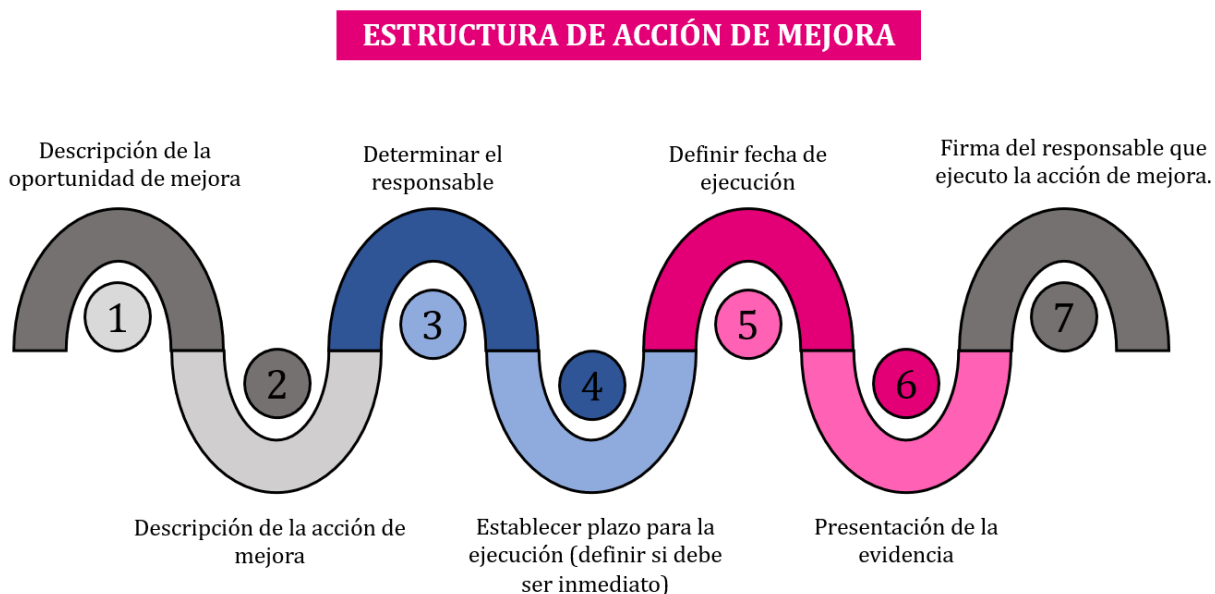 ESTRUCTURA DE ACCIÓN DE MEJORA
Descripción de la
oportunidad de mejora
1
Descripción de la acción de
mejora
2
Determinar el
responsable
3
Establecer plazo para la
ejecución (definir si debe
ser inmediato)
4
Definir fecha de
ejecución
5
Presentación de la
evidencia
6
Firma del responsable que
ejecuto la acción de mejora.
7